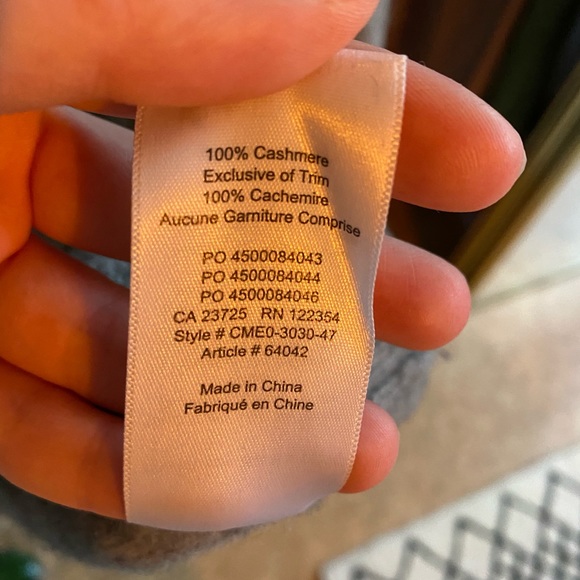 100% Cashmere
Exclusive of Trim
100% Cachemire
Aucune Garniture Comprise
PO 4500084043
PO 4500084044
PO 4500084046
CA 23725 RN 122354
Style # CME0-3030-47
Article # 64042
Made in China
Fabriqué en Chine